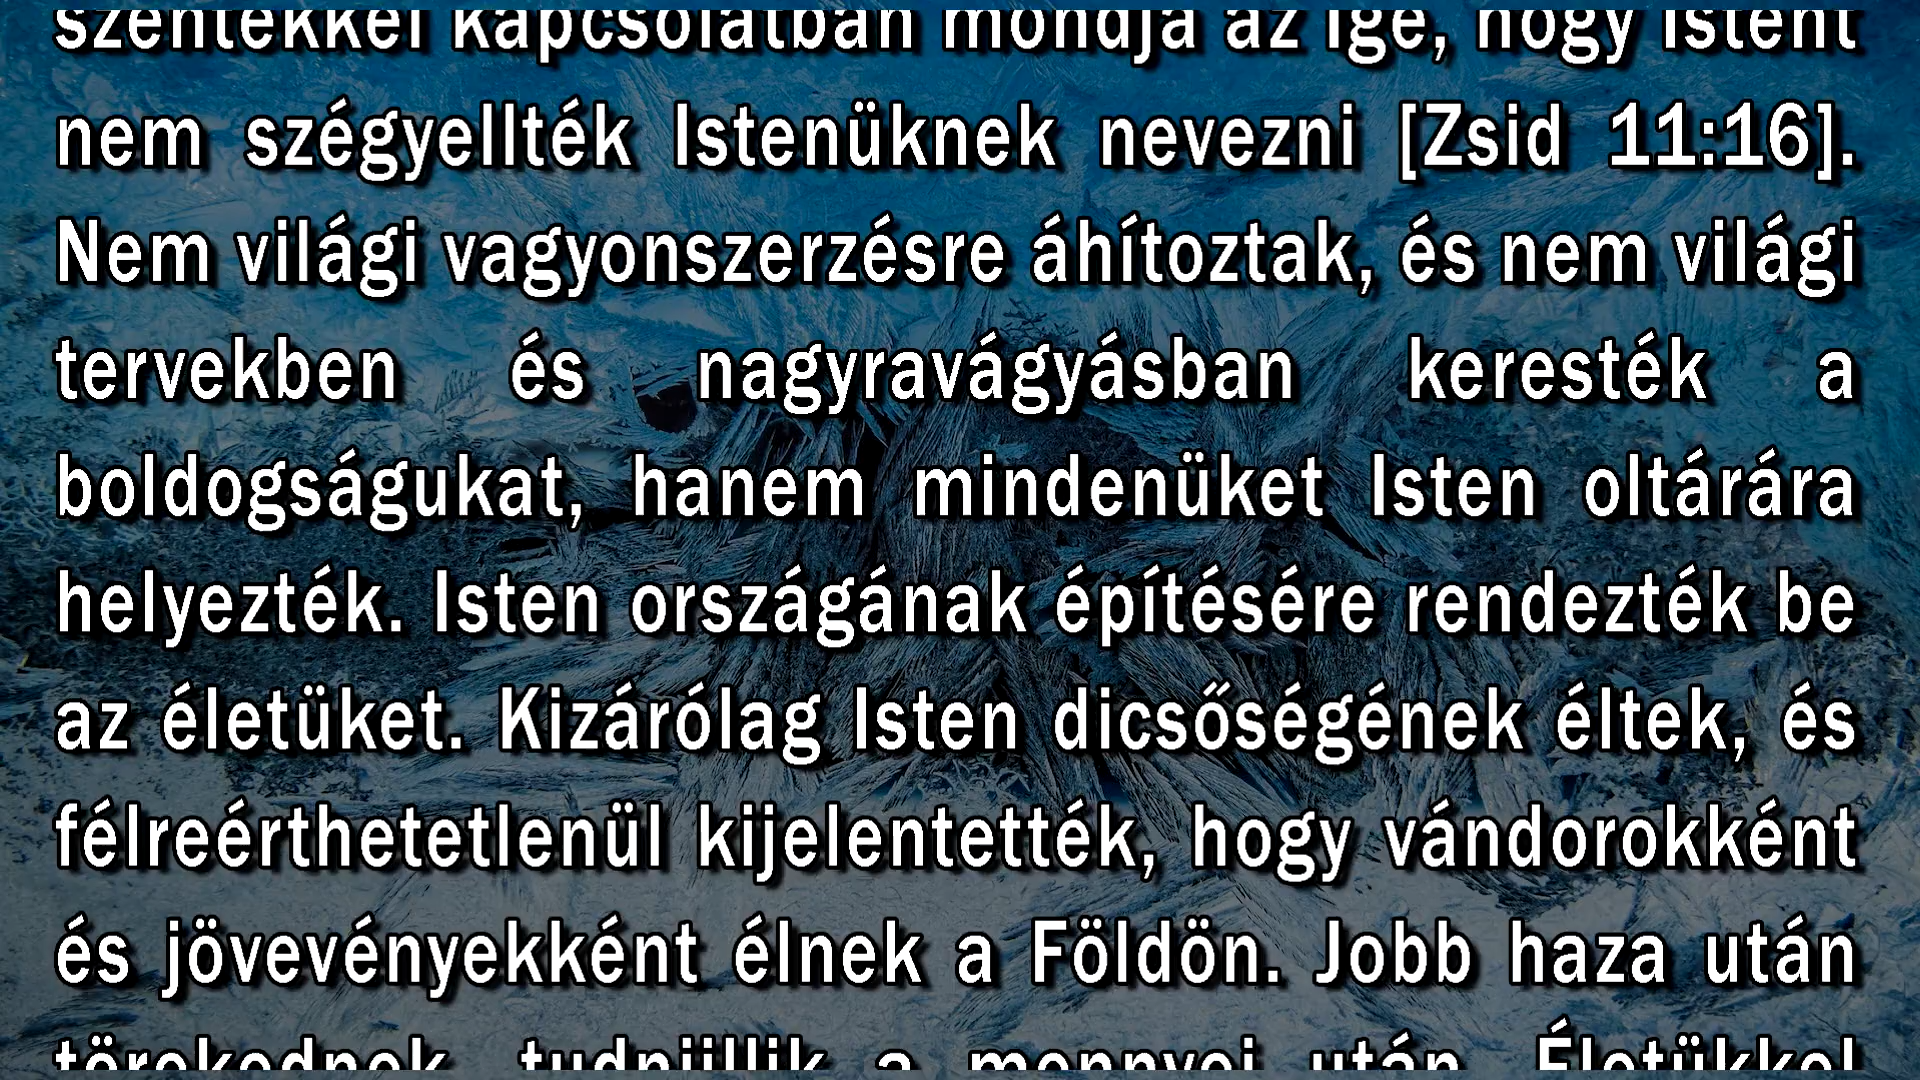 szentekkel kapcsolatban mondja az Ige, hogy Istent
nem szégyellték Istenüknek nevezni [Zsid 11:16].
Nem világi vagyonszerzésre áhítoztak, és nem világi
tervekben és nagyravágyásban keresték a
boldogságukat, hanem mindenüket Isten oltárára
helyezték. Isten országának építésére rendezték be
az életüket. Kizárólag Isten dicsőségének éltek, és
félreérthetetlenül kijelentették, hogy vándorokként
és jövevényekként élnek a Földön. Jobb haza után
törekednek, tudniillik a mennyei után. Életükkel